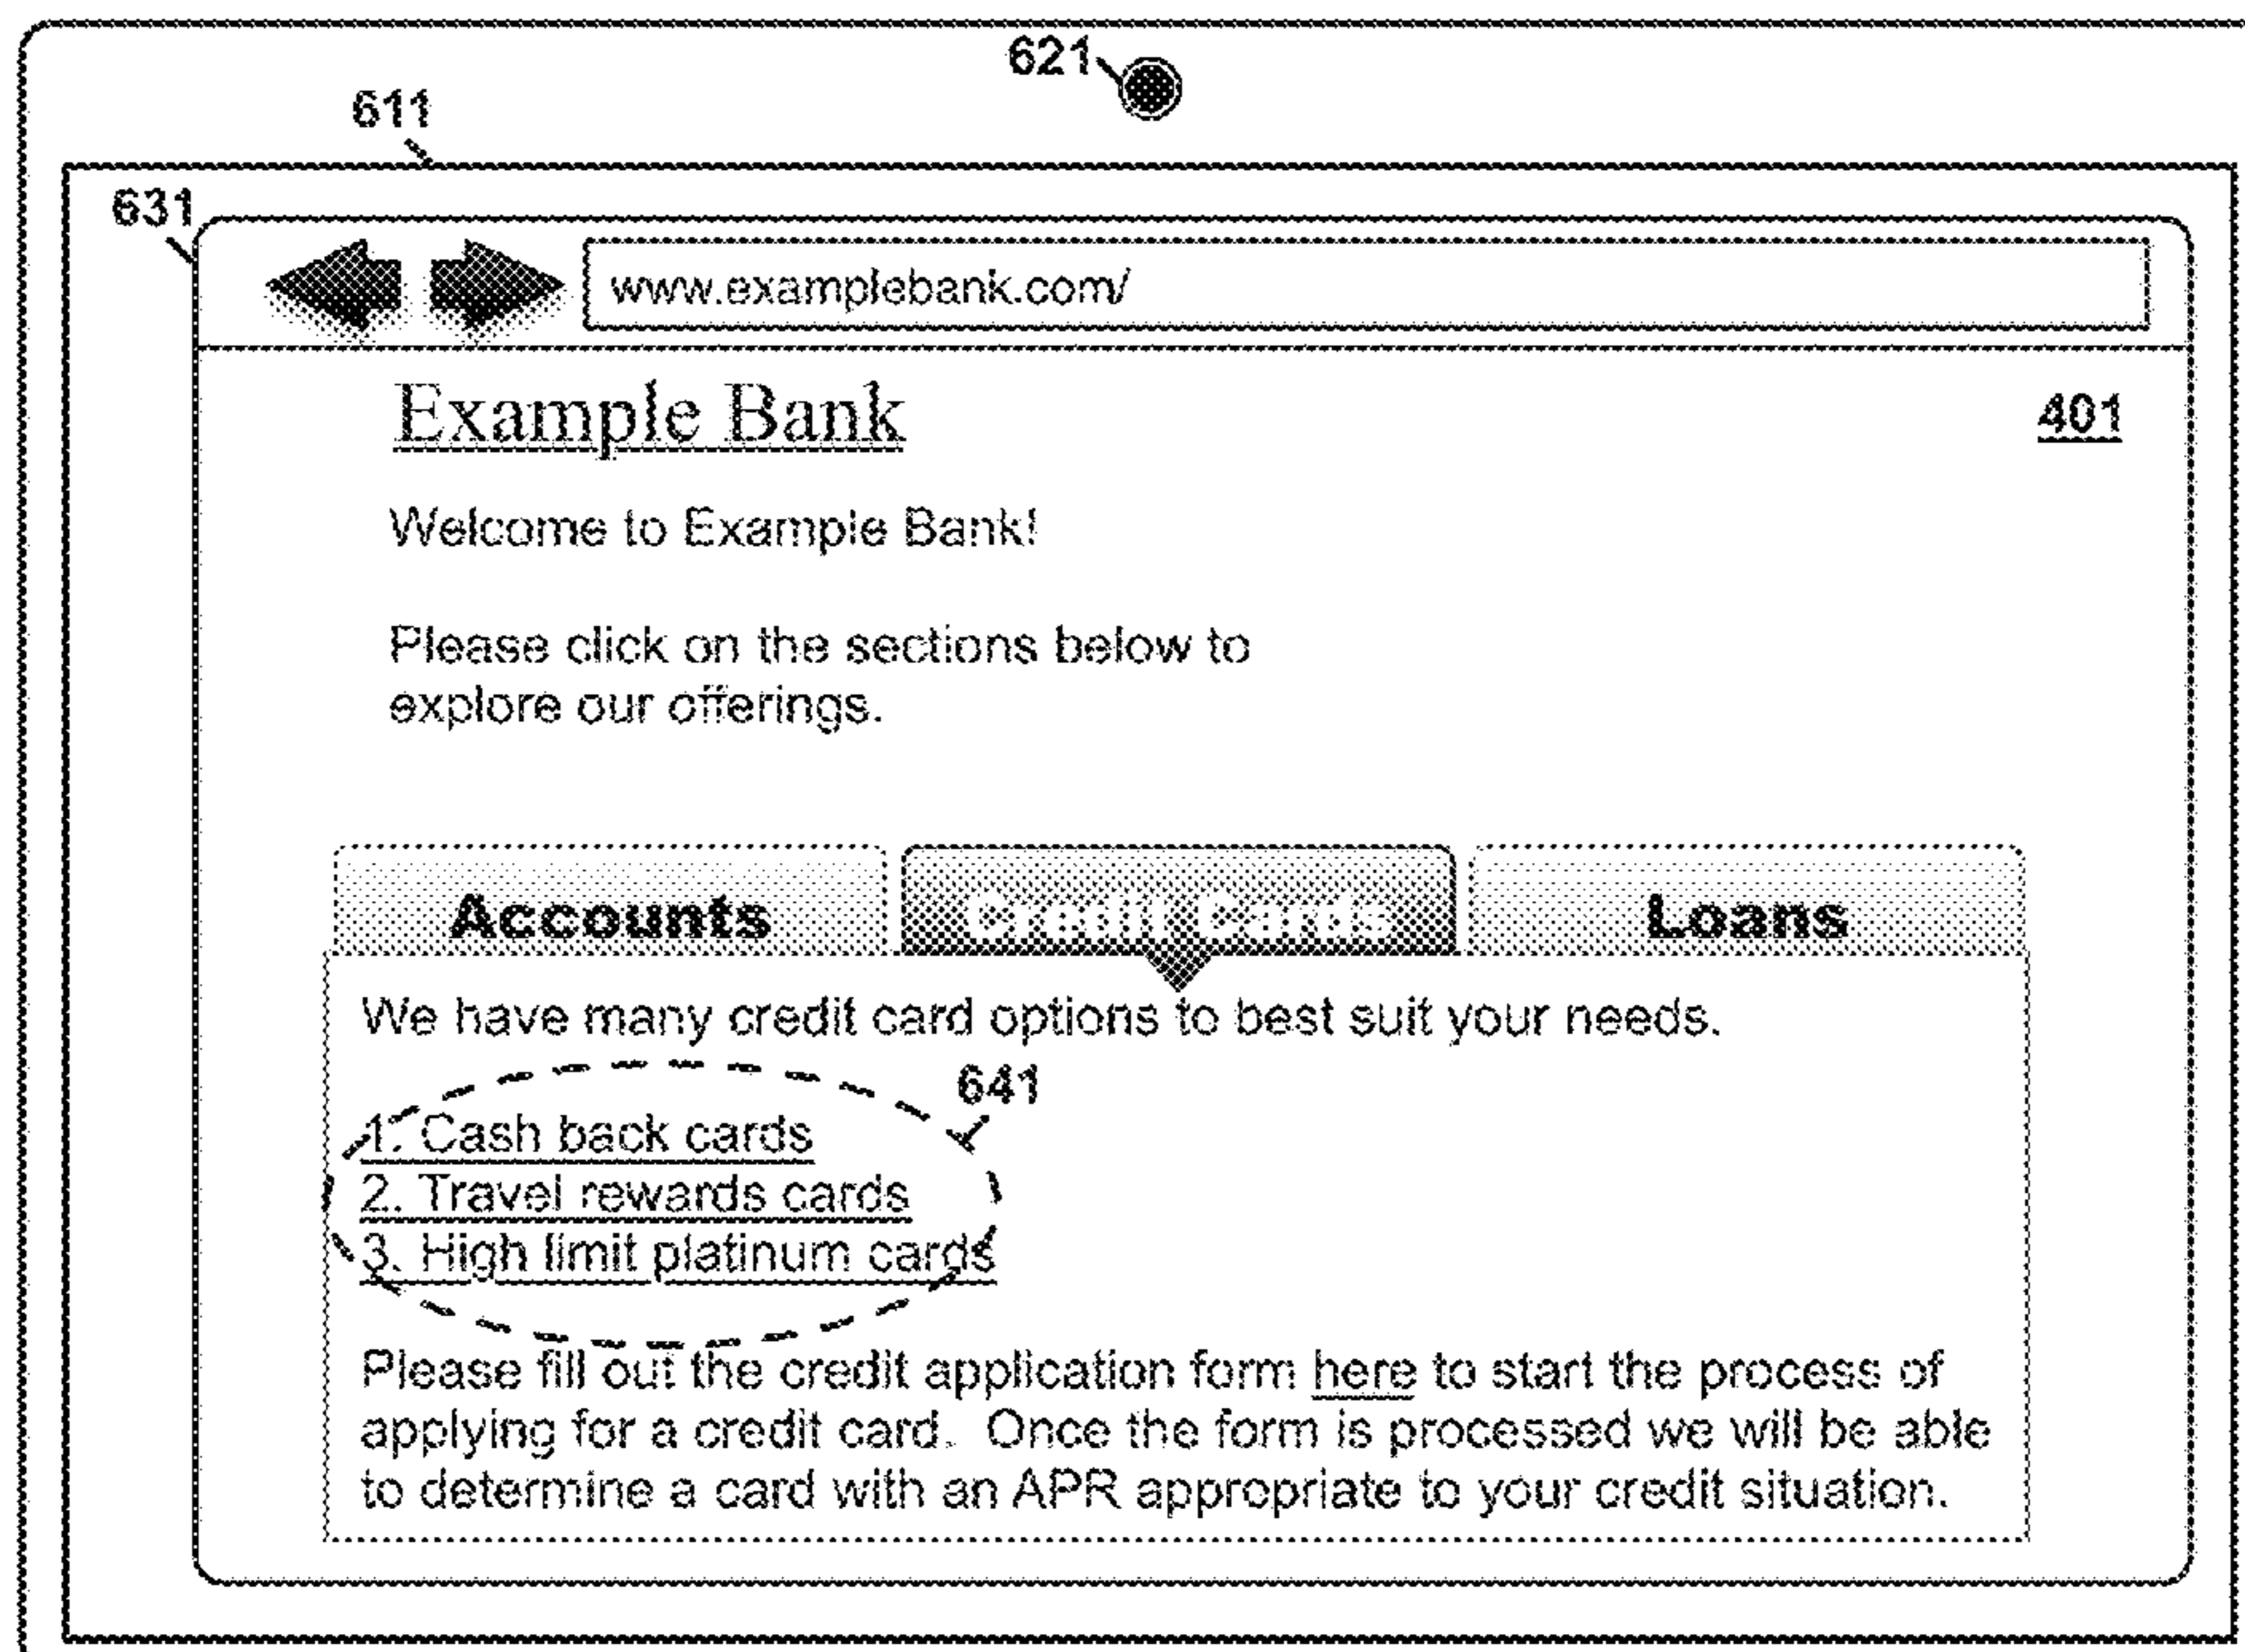 621
611
631
www.examplebank.com/
Example Bank
401
Welcome to Example Bank!
Please click on the sections below to
explore our offerings.
Accounts Credit Cards Loans
We have many credit card options to best suit your needs.
641
1. Cash back cards
2. Travel rewards cards
3. High limit platinum cards
Please fill out the credit application form here to start the process of
applying for a credit card. Once the form is processed we will be able
to determine a card with an APR appropriate to your credit situation.